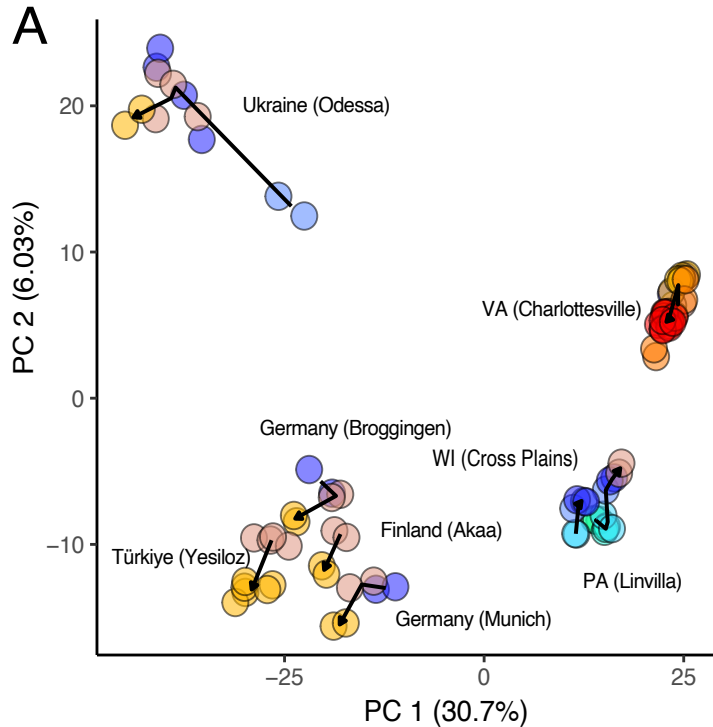 A
Ukraine (Odessa)
VA (Charlottesville)
Germany (Broggingen)
WI (Cross Plains)
Finland (Akaa)
Türkiye (Yesiloz)
PA (Linvilla)
Germany (Munich)
PC 2 (6.03%)
20
10
0
−10
−25
0
25
PC 1 (30.7%)